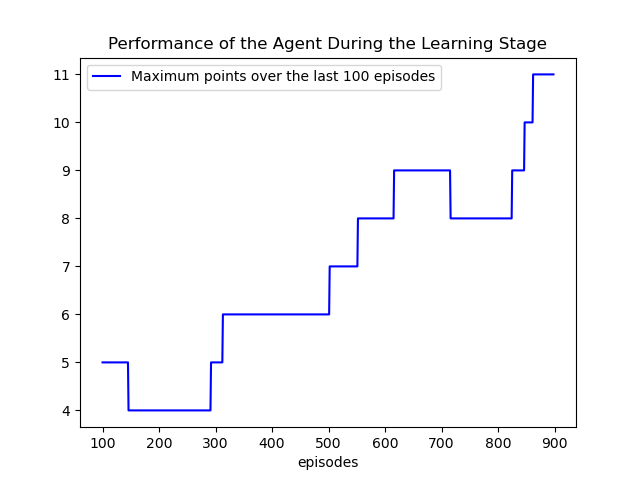 Performance of the Agent During the Learning Stage
Maximum points over the last 100 episodes
11
10
9
8
7
6
5
4
100 200 300 400 500 600 700 800 900
episodes